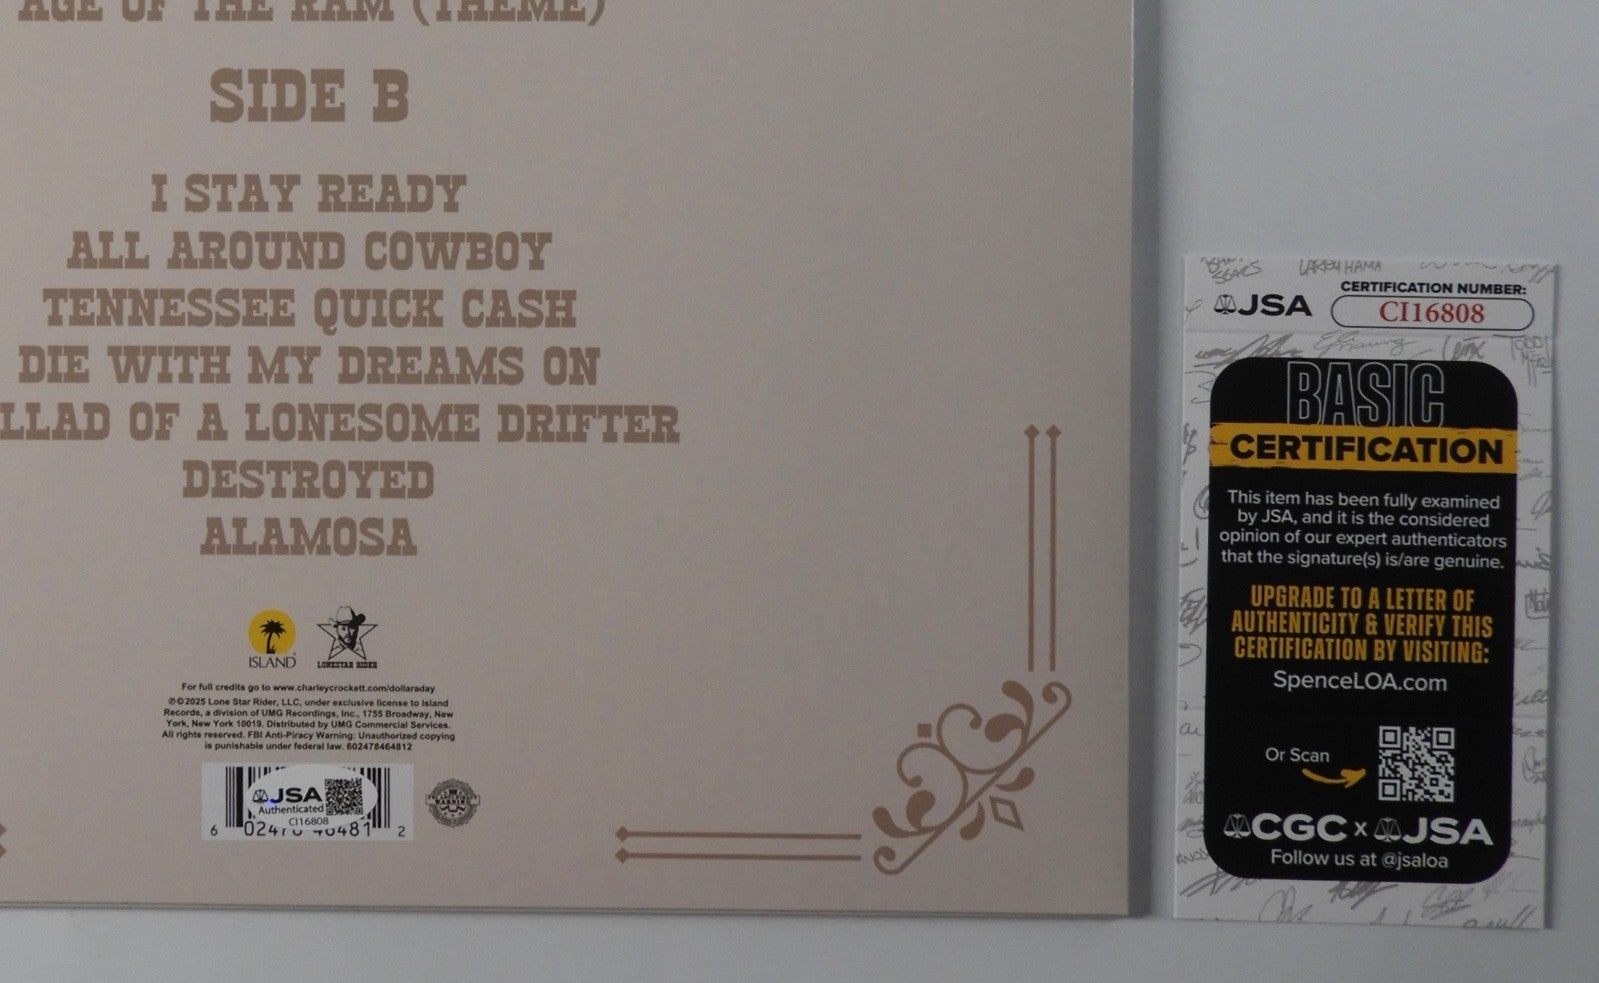 AGE OF THE RAM (THEME)
SIDE B
I STAY READY
ALL AROUND COWBOY
TENNESSEE QUICK CASH
DIE WITH MY DREAMS ON
LLAD OF A LONESOME DRIFTER
DESTROYED
ALAMOSA
ISLAND
LONESTAR RIDER
For full credits go to www.charleycrockett.com/dollaraday
℗©2025 Lone Star Rider, LLC, under exclusive license to Island
Records, a division of UMG Recordings, Inc., 1755 Broadway, New
York, New York 10019. Distributed by UMG Commercial Services.
All rights reserved. FBI Anti-Piracy Warning: Unauthorized copying
is punishable under federal law. 602478464812
JSA
Authenticated
CI16808
6 02478 46481 2
WARNING
LARRY HAMA
JSA
CERTIFICATION NUMBER:
CI16808
BASIC
CERTIFICATION
This item has been fully examined
by JSA, and it is the considered
opinion of our expert authenticators
that the signature(s) is/are genuine.
UPGRADE TO A LETTER OF
AUTHENTICITY & VERIFY THIS
CERTIFICATION BY VISITING:
SpenceLOA.com
Or Scan
CGC x JSA
Follow us at @jsaloa